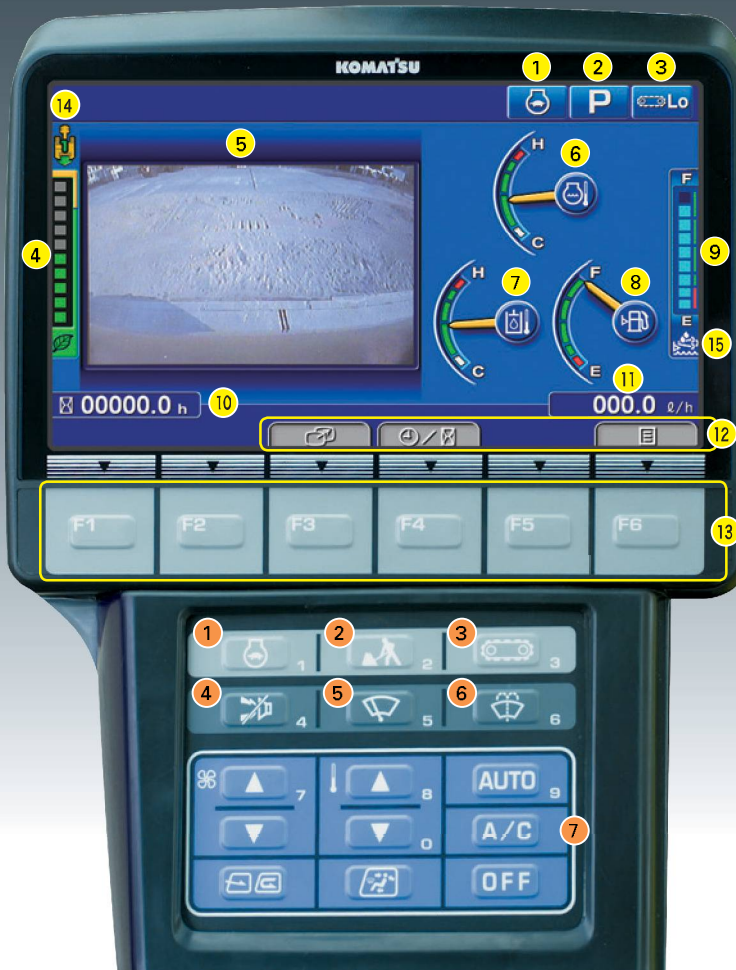 KOMATSU
1 2 3
P Lo
14
5
H
6
C
4
F
9
E
H
7
C
F
8
E
15
11
00000.0 h
10
000.0 ℓ/h
12
F1 F2 F3 F4 F5 F6
13
1 2 3
1 2 3
4 5 6
4 5 6
7 8 AUTO 9
0 A/C 7
OFF